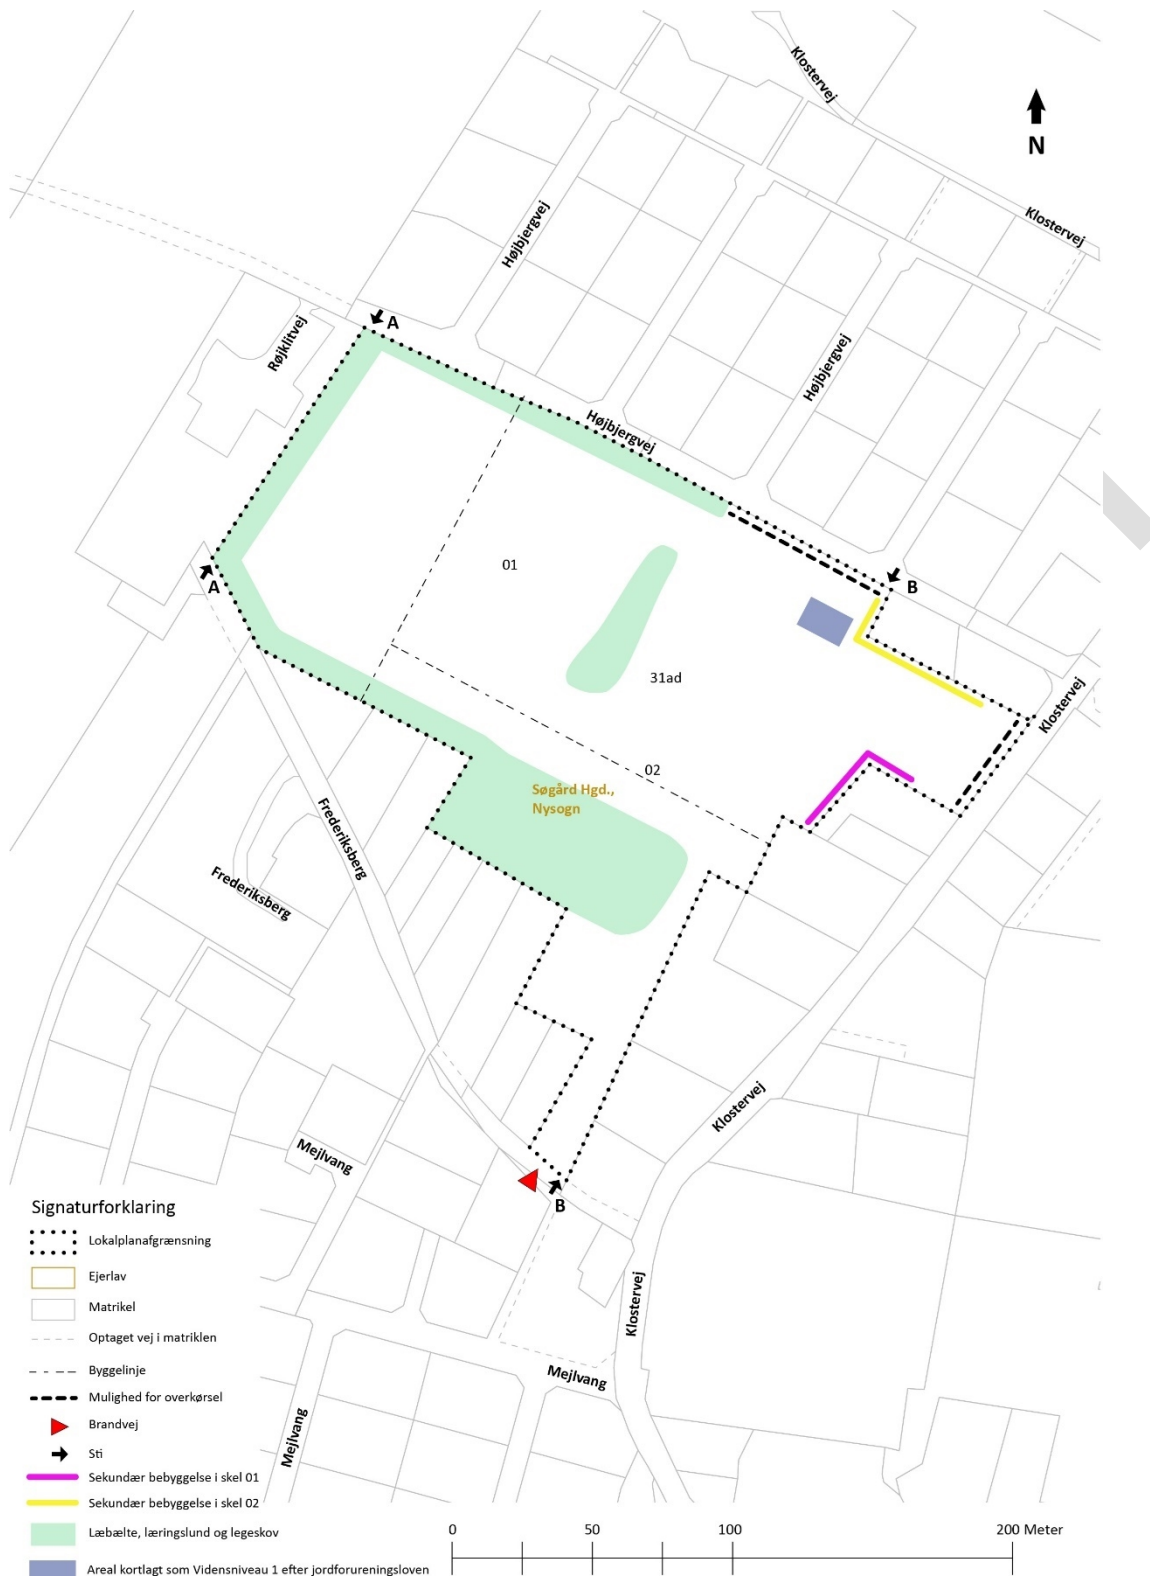 Klostervej
N
Klostervej
Højbjergvej
A
Røjklitvej
Højbjergvej
Højbjergvej
01
A
B
31ad
Klostervej
02
Søgård Hgd.,
Nysogn
Frederiksberg
Frederiksberg
Klostervej
Mejlvang
B
Klostervej
Mejlvang
Mejlvang
Signaturforklaring
Lokalplanafgrænsning
Ejerlav
Matrikel
Optaget vej i matriklen
Byggelinje
Mulighed for overkørsel
Brandvej
Sti
Sekundær bebyggelse i skel 01
Sekundær bebyggelse i skel 02
Læbælte, læringslund og legeskov
Areal kortlagt som Vidensniveau 1 efter jordforureningsloven
0 50 100 200 Meter